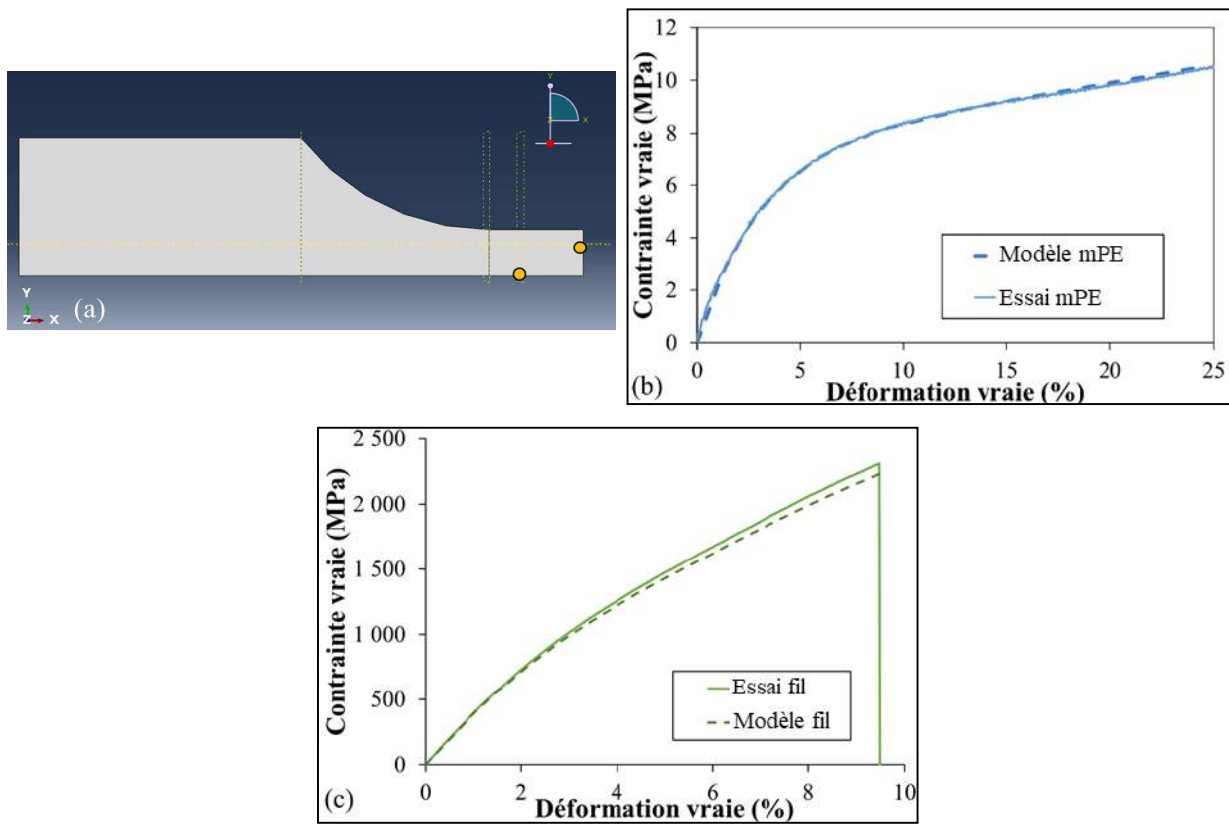 Y
Z X
Y
Z X
(a)
12
10
8
6
4
2
0
Contrainte vraie (MPa)
Modèle mPE
Essai mPE
0 5 10 15 20 25
(b)
Déformation vraie (%)
2 500
2 000
1 500
1 000
500
0
Contrainte vraie (MPa)
Essai fil
Modèle fil
0 2 4 6 8 10
(c)
Déformation vraie (%)